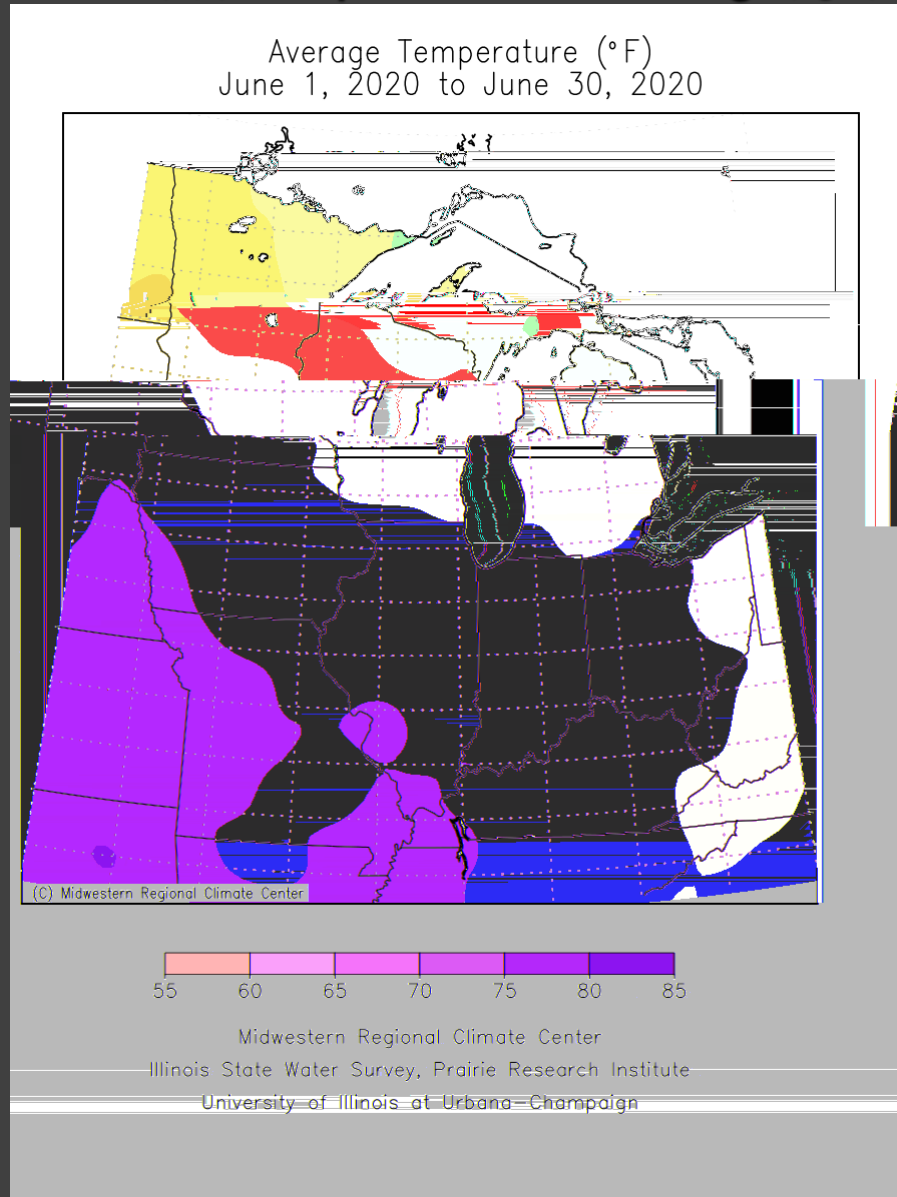 Average Temperature (°F)
June 1, 2020 to June 30, 2020
(C) Midwestern Regional Climate Center
55 60 65 70 75 80 85
Midwestern Regional Climate Center
Illinois State Water Survey, Prairie Research Institute
University of Illinois at Urbana-Champaign